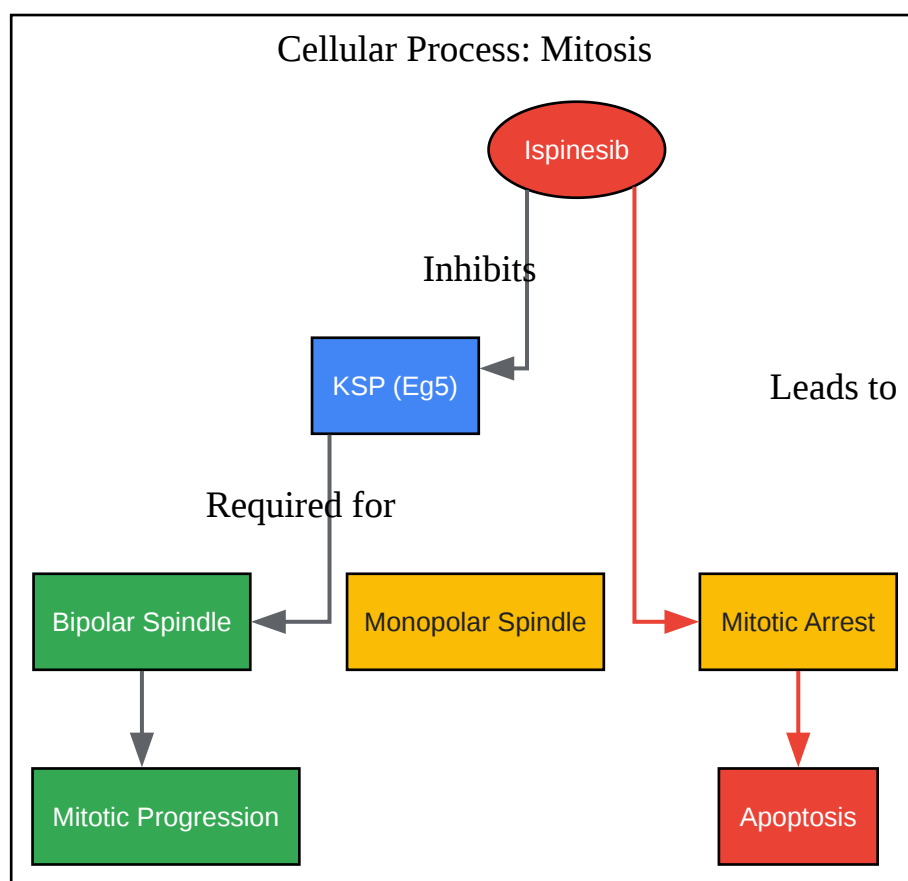 Cellular Process: Mitosis
Ispinesib
Inhibits
KSP (Eg5)
Leads to
Required for
Bipolar Spindle
Monopolar Spindle
Mitotic Arrest
Mitotic Progression
Apoptosis